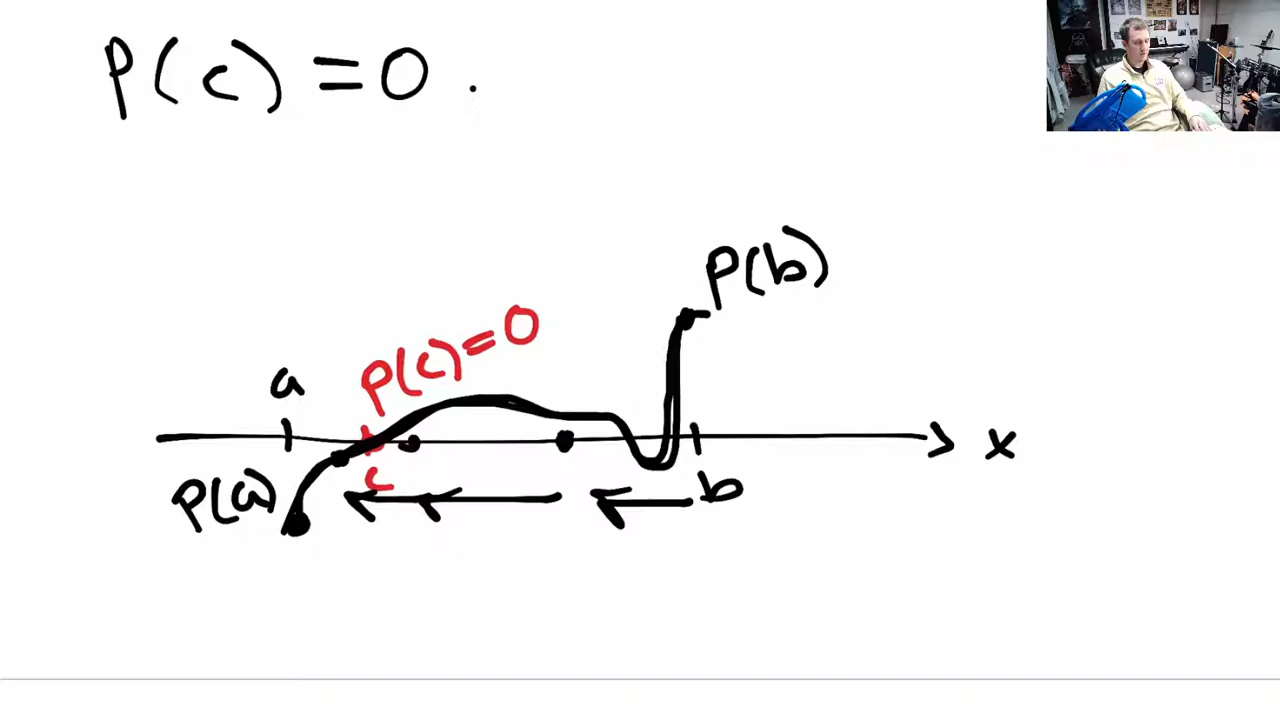 P(c) = 0.
P(b)
P(c)=0
a
x
c
P(a)
b